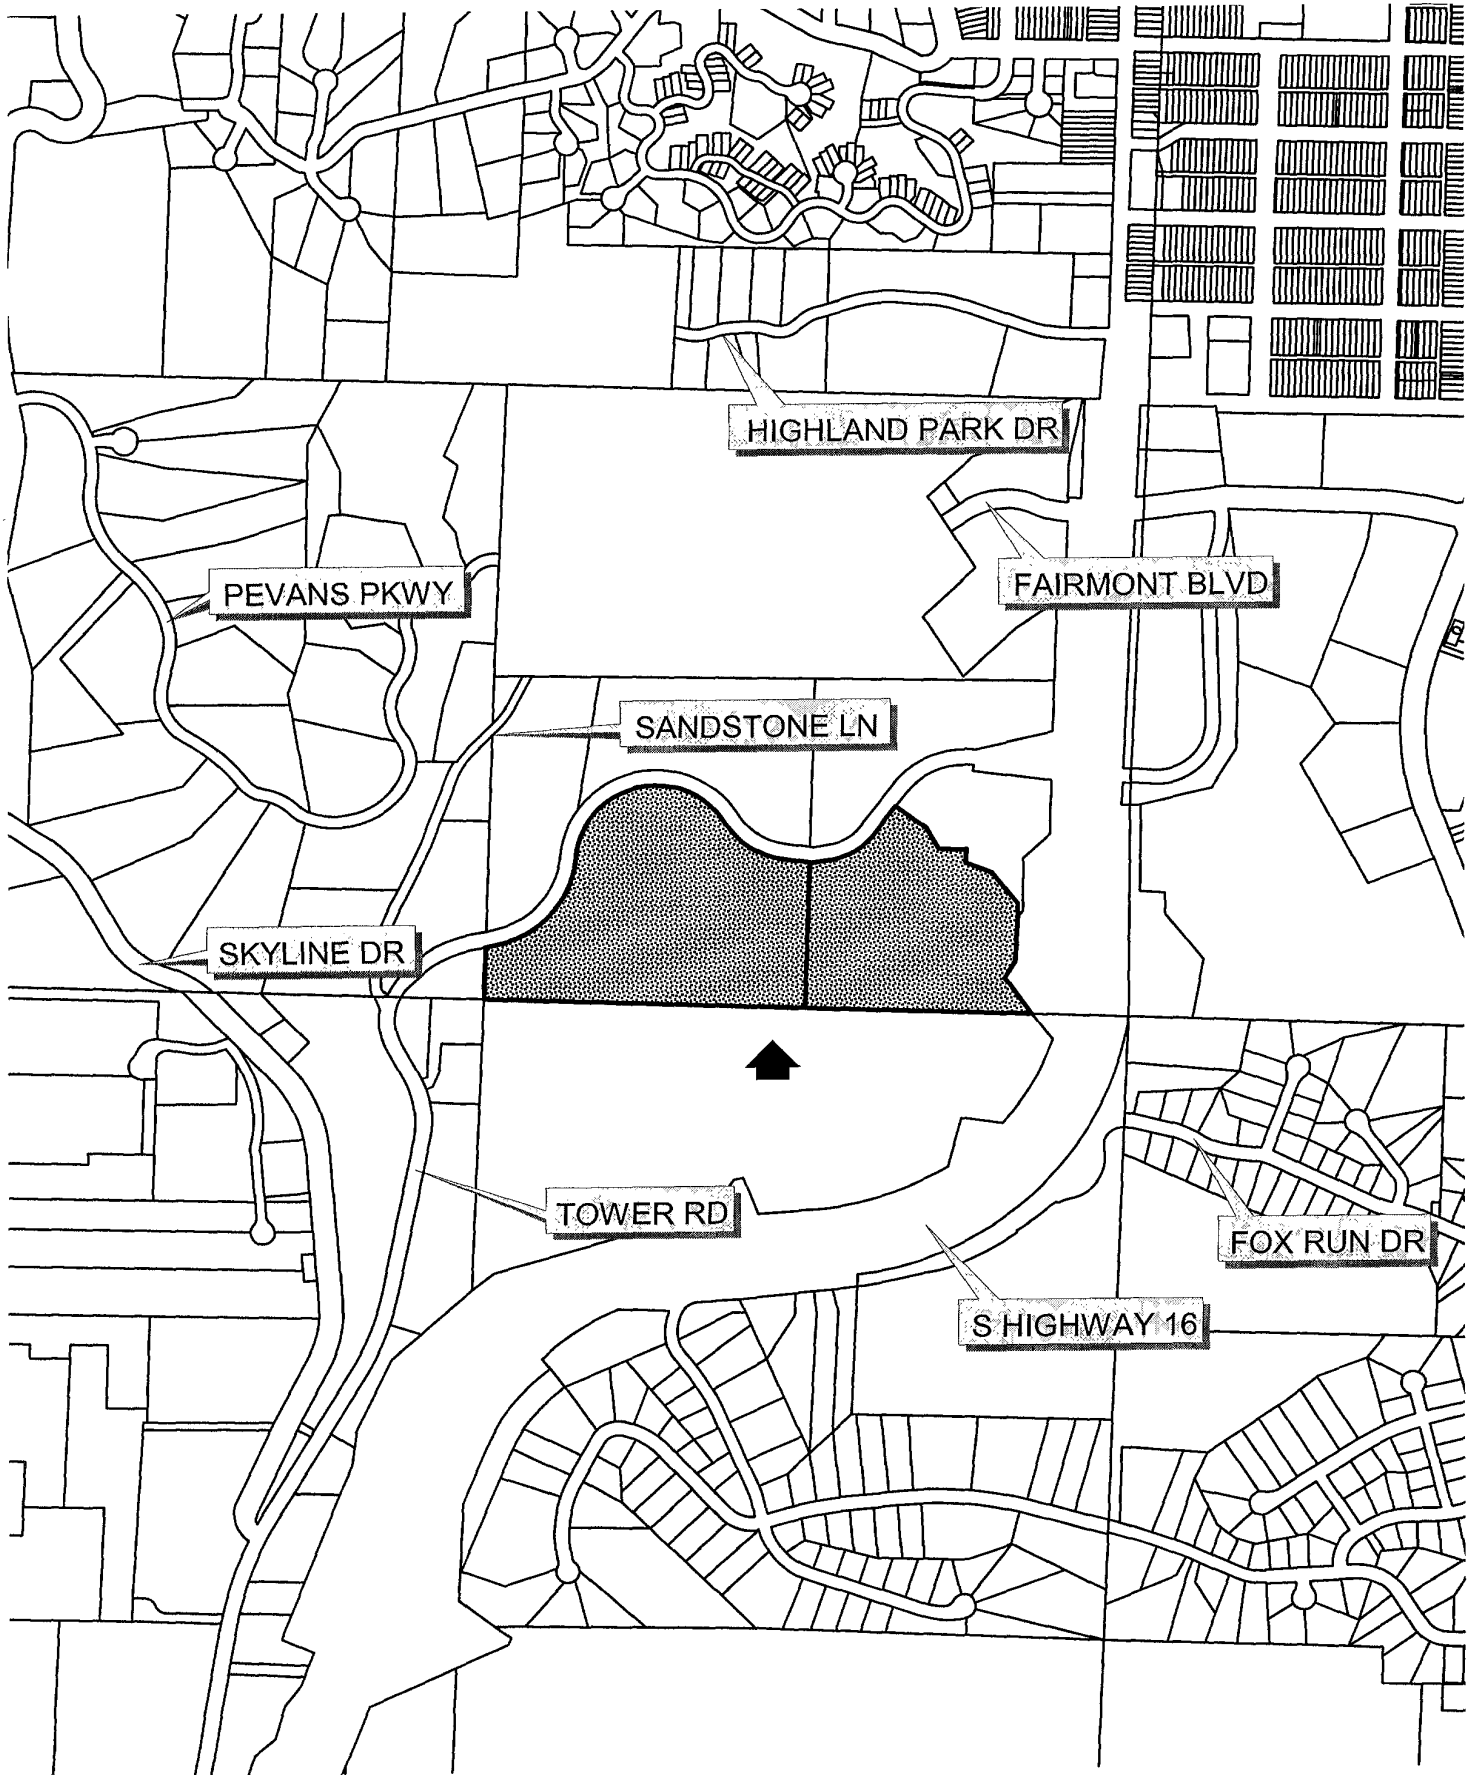 HIGHLAND PARK DR
FAIRMONT BLVD
PEVANS PKWY
SANDSTONE LN
SKYLINE DR
TOWER RD
FOX RUN DR
S HIGHWAY 16